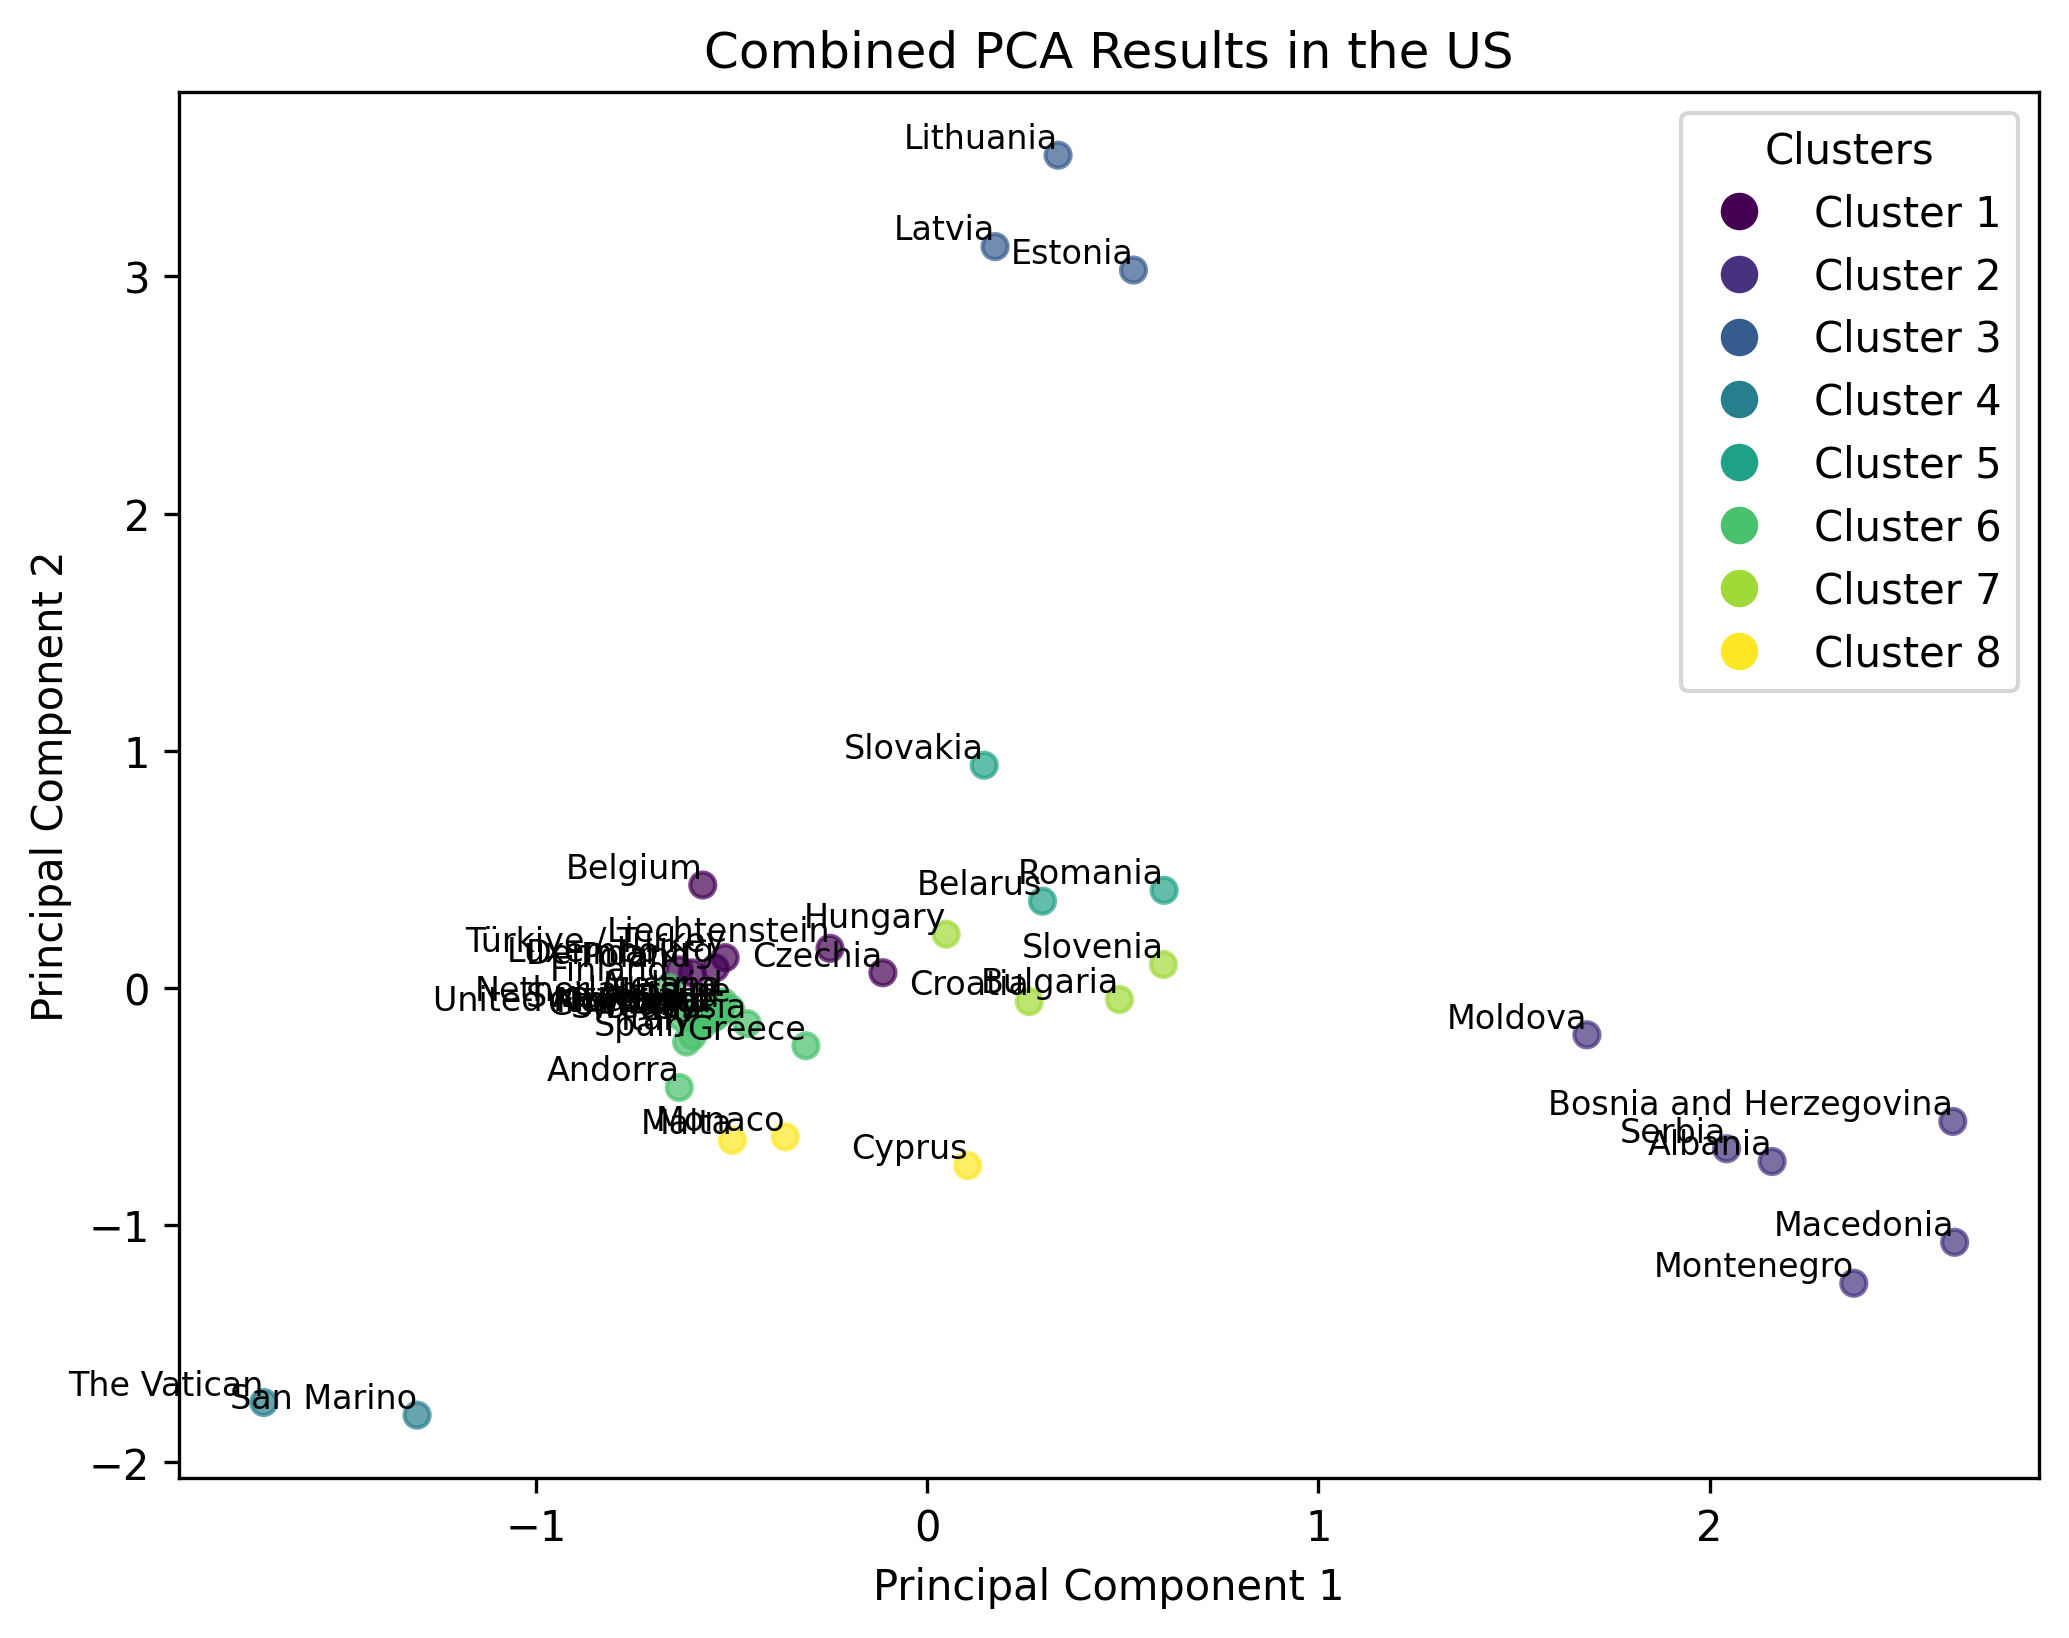 Combined PCA Results in the US
Lithuania
Latvia
Estonia
Clusters
Cluster 1
Cluster 2
Cluster 3
Cluster 4
Cluster 5
Cluster 6
Cluster 7
Cluster 8
Slovakia
Belgium
Belarus
Romania
Hungary
Liechtenstein
Türkiye / Turkey
Czechia
Slovenia
Finland
Croatia
Bulgaria
United
Spain
Italy
Greece
Moldova
Andorra
Malta
Monaco
Cyprus
Bosnia and Herzegovina
Serbia
Albania
Macedonia
Montenegro
The Vatican
San Marino
3
2
1
0
−1
−2
−1
0
1
2
Principal Component 1
Principal Component 2